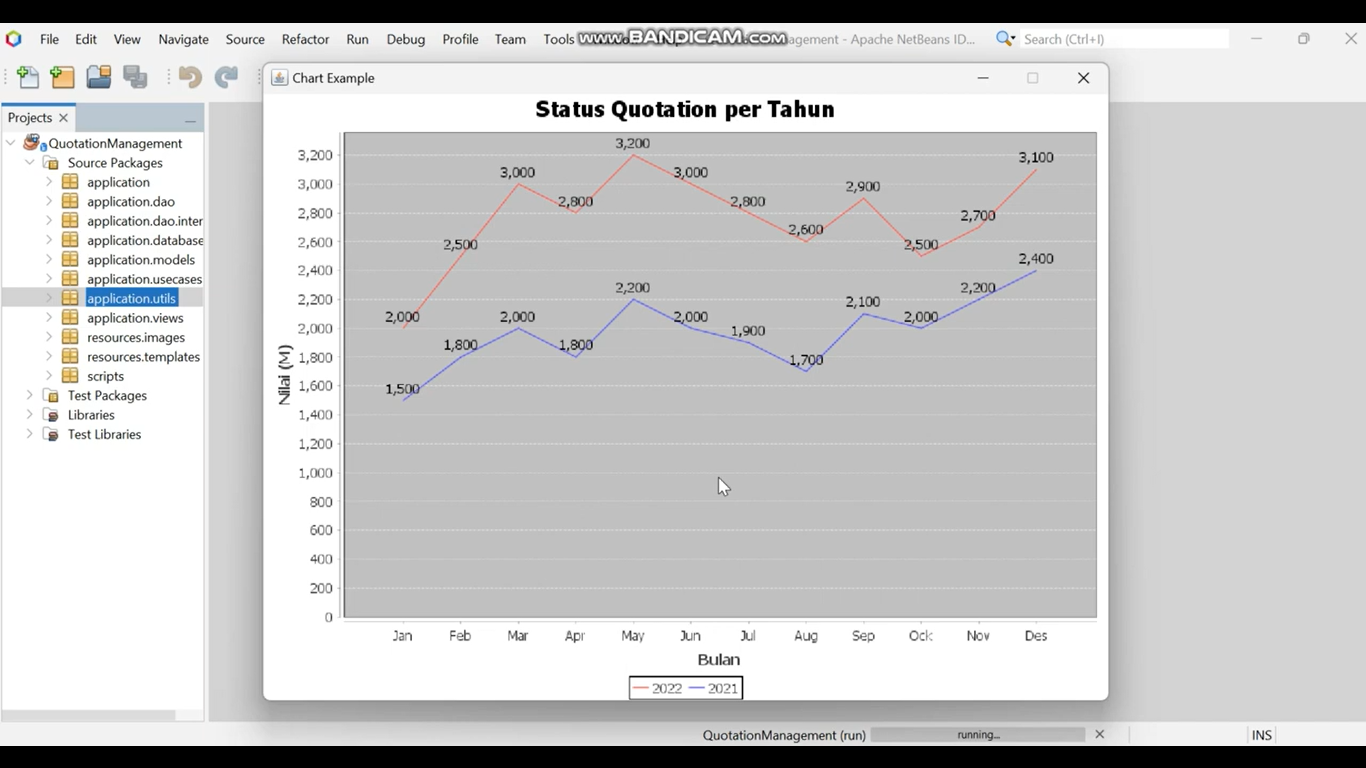 File Edit View Navigate Source Refactor Run Debug Profile Team Tools
www.BANDICAM.com
agement - Apache NetBeans ID...
Search (Ctrl+I)
Projects
QuotationManagement
Source Packages
application
application.dao
application.dao.inter
application.database
application.models
application.usecases
application.utils
application.views
resources.images
resources.templates
scripts
Test Packages
Libraries
Test Libraries
Chart Example
Status Quotation per Tahun
Nilai (M)
3,200
3,000
2,800
2,600
2,400
2,200
2,000
1,800
1,600
1,400
1,200
1,000
800
600
400
200
0
2,000 2,500 3,000 2,800 3,200 3,000 2,800 2,600 2,900 2,500 2,700 3,100
1,500 1,800 2,000 1,800 2,200 2,000 1,900 1,700 2,100 2,000 2,200 2,400
Jan Feb Mar Apr May Jun Jul Aug Sep Ock Nov Des
Bulan
2022 2021
QuotationManagement (run) running... INS